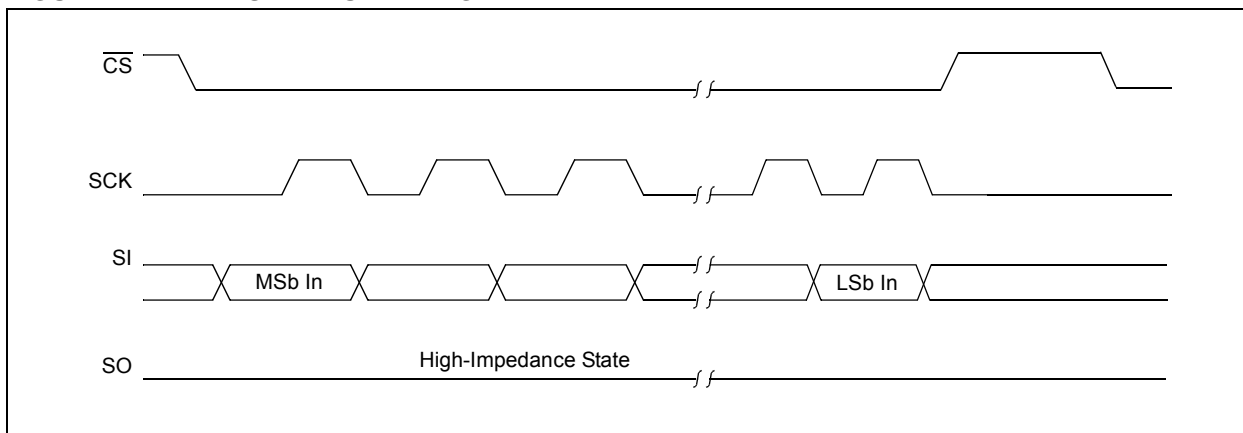 CS
SCK
SI
MSb In
LSb In
SO
High-Impedance State